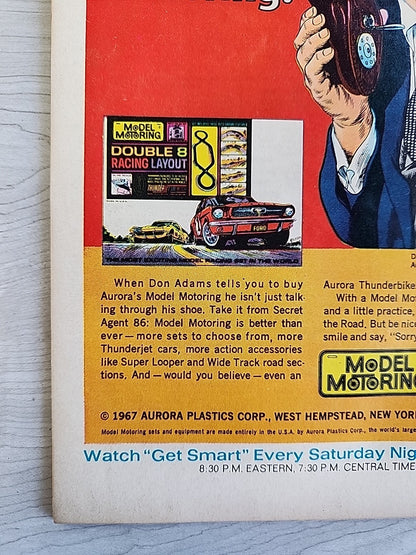 MODEL
MOTORING
DOUBLE 8
RACING LAYOUT
FORD
When Don Adams tells you to buy
Aurora's Model Motoring he isn't just talk-
ing through his shoe. Take it from Secret
Agent 86: Model Motoring is better than
ever — more sets to choose from, more
Thunderjet cars, more action accessories
like Super Looper and Wide Track road sec-
tions. And — would you believe — even an
Aurora Thunderbike
With a Model Mo
and a little practice,
the Road. But be nice
smile and say, "Sorry
MODEL
MOTORING
© 1967 AURORA PLASTICS CORP., WEST HEMPSTEAD, NEW YORK
Model Motoring sets and equipment are made entirely in the U.S.A. by Aurora Plastics Corp., the world's larges
Watch "Get Smart" Every Saturday Nig
8:30 P.M. EASTERN, 7:30 P.M. CENTRAL TIME